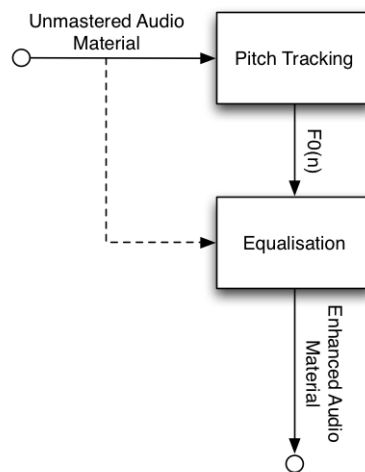 Unmastered Audio
Material
Pitch Tracking
F0(n)
Equalisation
Enhanced Audio
Material